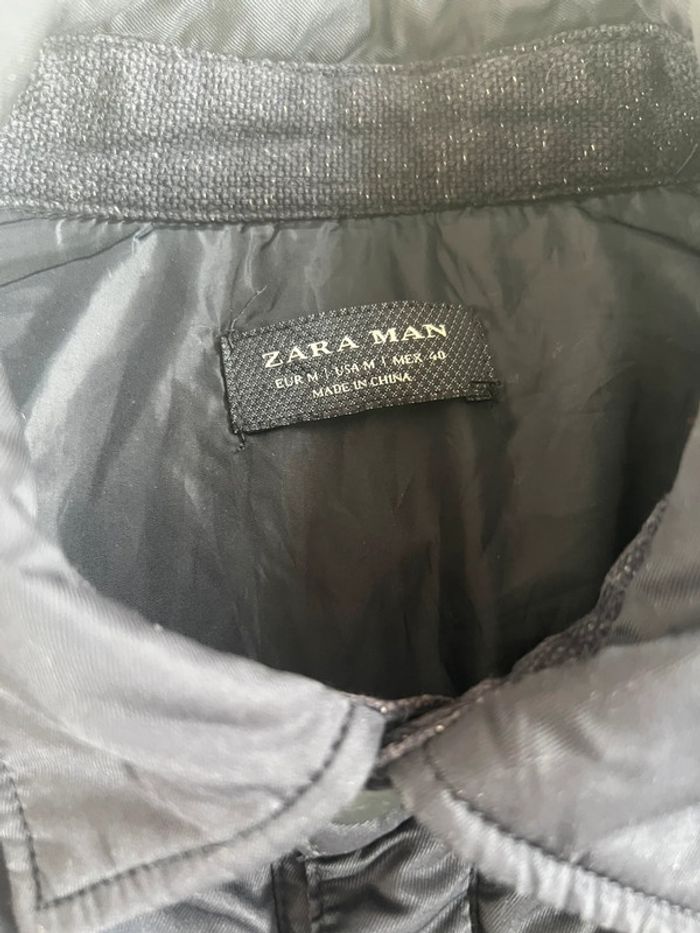 ZARA MAN
EUR M | USA M | MEX 40
MADE IN CHINA